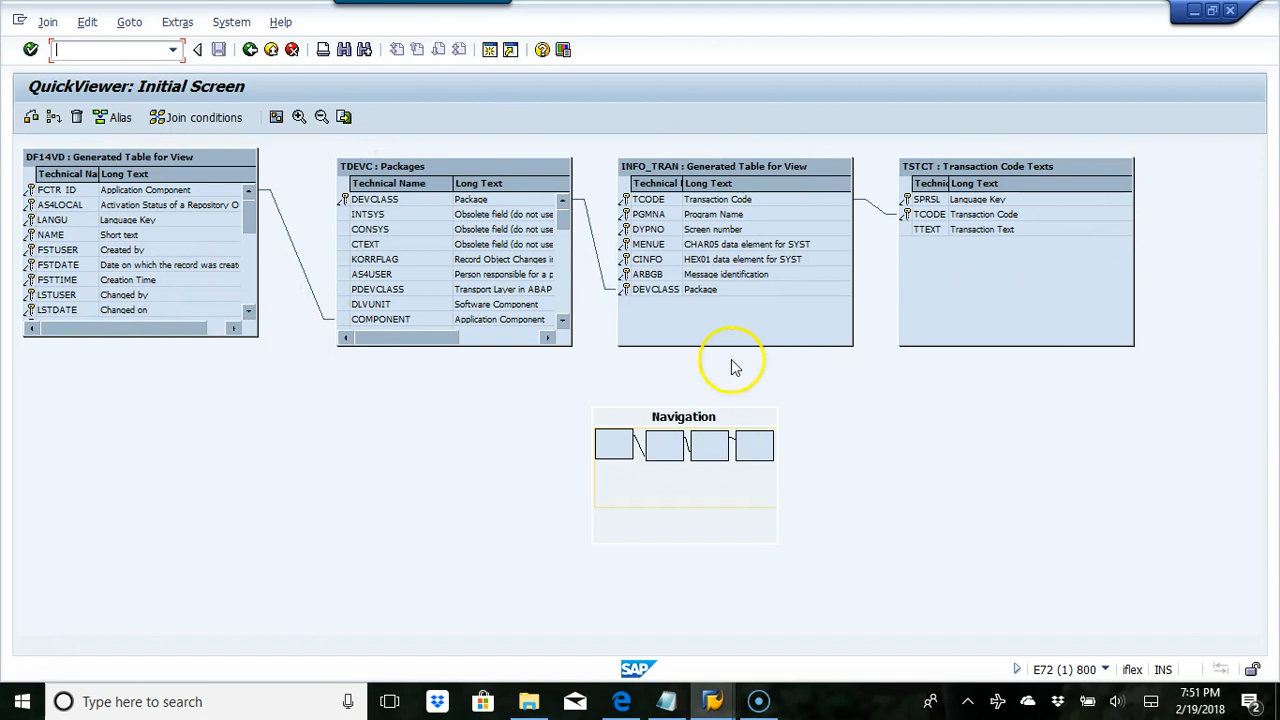 Join Edit Goto Extras System Help
QuickViewer: Initial Screen
Alias Join conditions
DF14VD : Generated Table for View
Technical Na Long Text
FCTR_ID Application Component
AS4LOCAL Activation Status of a Repository O
LANGU Language Key
NAME Short text
FSTUSER Created by
FSTDATE Date on which the record was create
FSTTIME Creation Time
LSTUSER Changed by
LSTDATE Changed on
TDEVC : Packages
Technical Name Long Text
DEVCLASS Package
INTSYS Obsolete field (do not use
CONSYS Obsolete field (do not use
CTEXT Obsolete field (do not use
KORRFLAG Record Object Changes in
AS4USER Person responsible for a p
PDEVCLASS Transport Layer in ABAP
DLVUNIT Software Component
COMPONENT Application Component
INFO_TRAN : Generated Table for View
Technical Long Text
TCODE Transaction Code
PGMNA Program Name
DYPNO Screen number
MENUE CHAR05 data element for SYST
CINFO HEX01 data element for SYST
ARBGB Message identification
DEVCLASS Package
TSTCT : Transaction Code Texts
Technic Long Text
SPRSL Language Key
TCODE Transaction Code
TTEXT Transaction Text
Navigation
SAP
E72 (1) 800 iflex INS
Type here to search
7:51 PM
2/19/2018
2